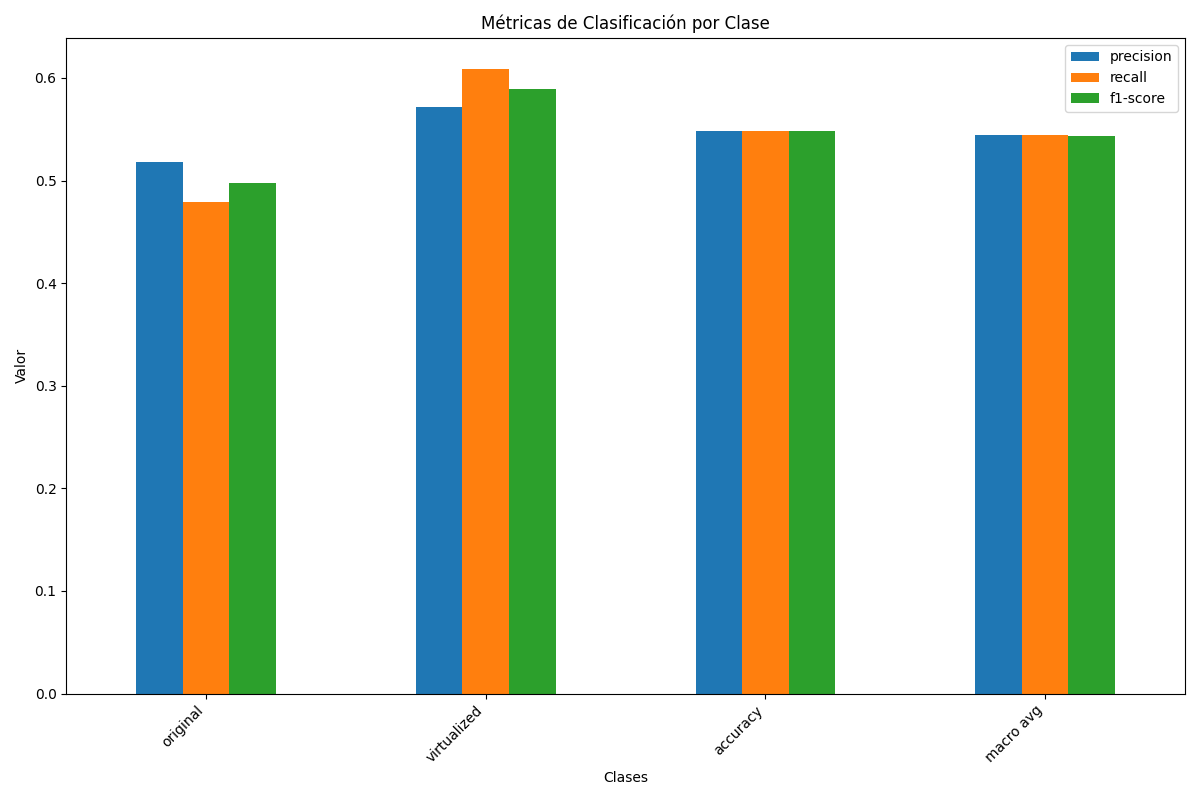 Métricas de Clasificación por Clase
precision
recall
f1-score
Valor
0.6
0.5
0.4
0.3
0.2
0.1
0.0
original
virtualized
accuracy
macro avg
Clases